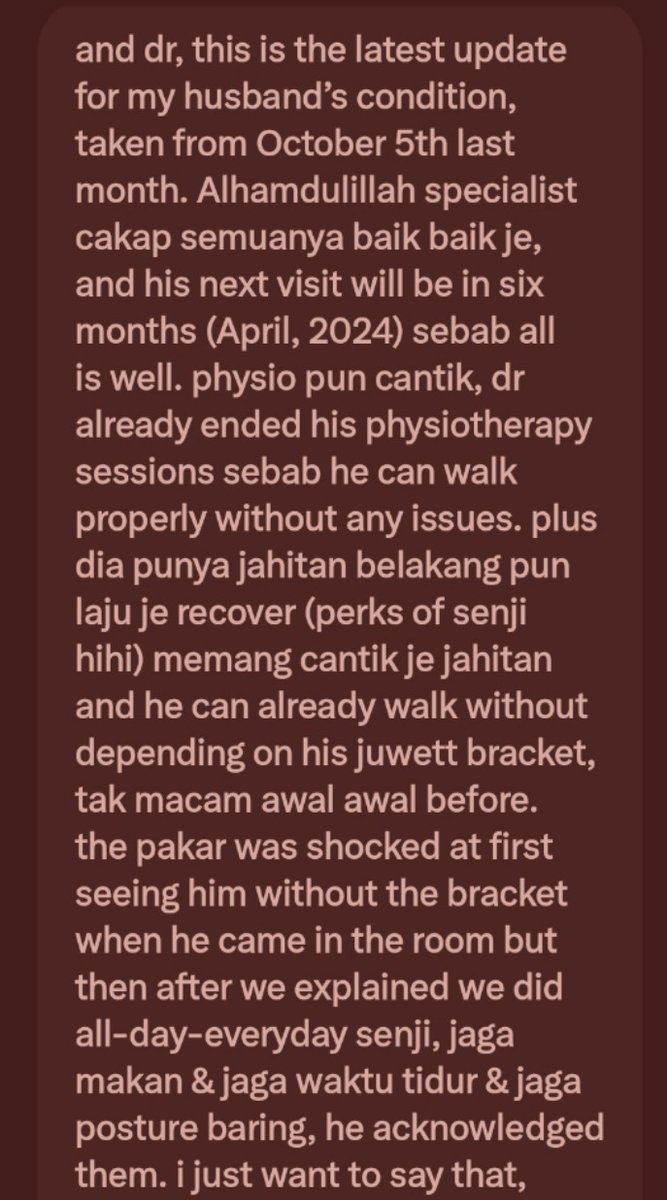 and dr, this is the latest update
for my husband’s condition,
taken from October 5th last
month. Alhamdulillah specialist
cakap semuanya baik baik je,
and his next visit will be in six
months (April, 2024) sebab all
is well. physio pun cantik, dr
already ended his physiotherapy
sessions sebab he can walk
properly without any issues. plus
dia punya jahitan belakang pun
laju je recover (perks of senji
hihi) memang cantik je jahitan
and he can already walk without
depending on his juwett bracket,
tak macam awal awal before.
the pakar was shocked at first
seeing him without the bracket
when he came in the room but
then after we explained we did
all-day-everyday senji, jaga
makan & jaga waktu tidur & jaga
posture baring, he acknowledged
them. i just want to say that,